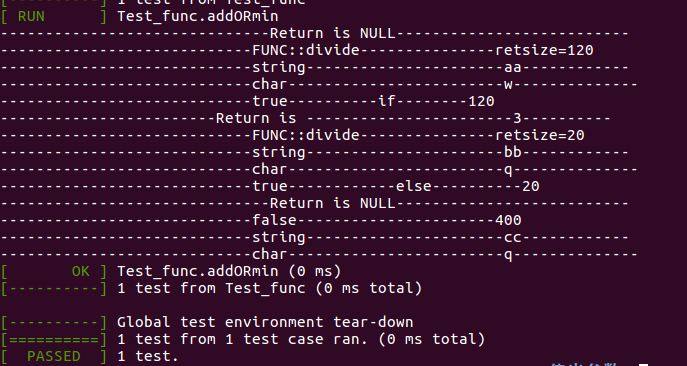 [----------] 1 test from Test_func
[ RUN      ] Test_func.addORmin
------------------------------Return is NULL--------------------------
----------------------------FUNC::divide---------------retsize=120
----------------------------string----------------------aa------------
----------------------------char------------------------w--------------
----------------------------true----------if--------120
------------------------Return is -----------------------3----------
----------------------------FUNC::divide---------------retsize=20
----------------------------string----------------------bb------------
----------------------------char------------------------q--------------
----------------------------true------------else----------20
------------------------------Return is NULL--------------------------
----------------------------false----------------------400
----------------------------string----------------------cc------------
----------------------------char------------------------q--------------
[       OK ] Test_func.addORmin (0 ms)
[----------] 1 test from Test_func (0 ms total)
[----------] Global test environment tear-down
[==========] 1 test from 1 test case ran. (0 ms total)
[  PASSED  ] 1 test.